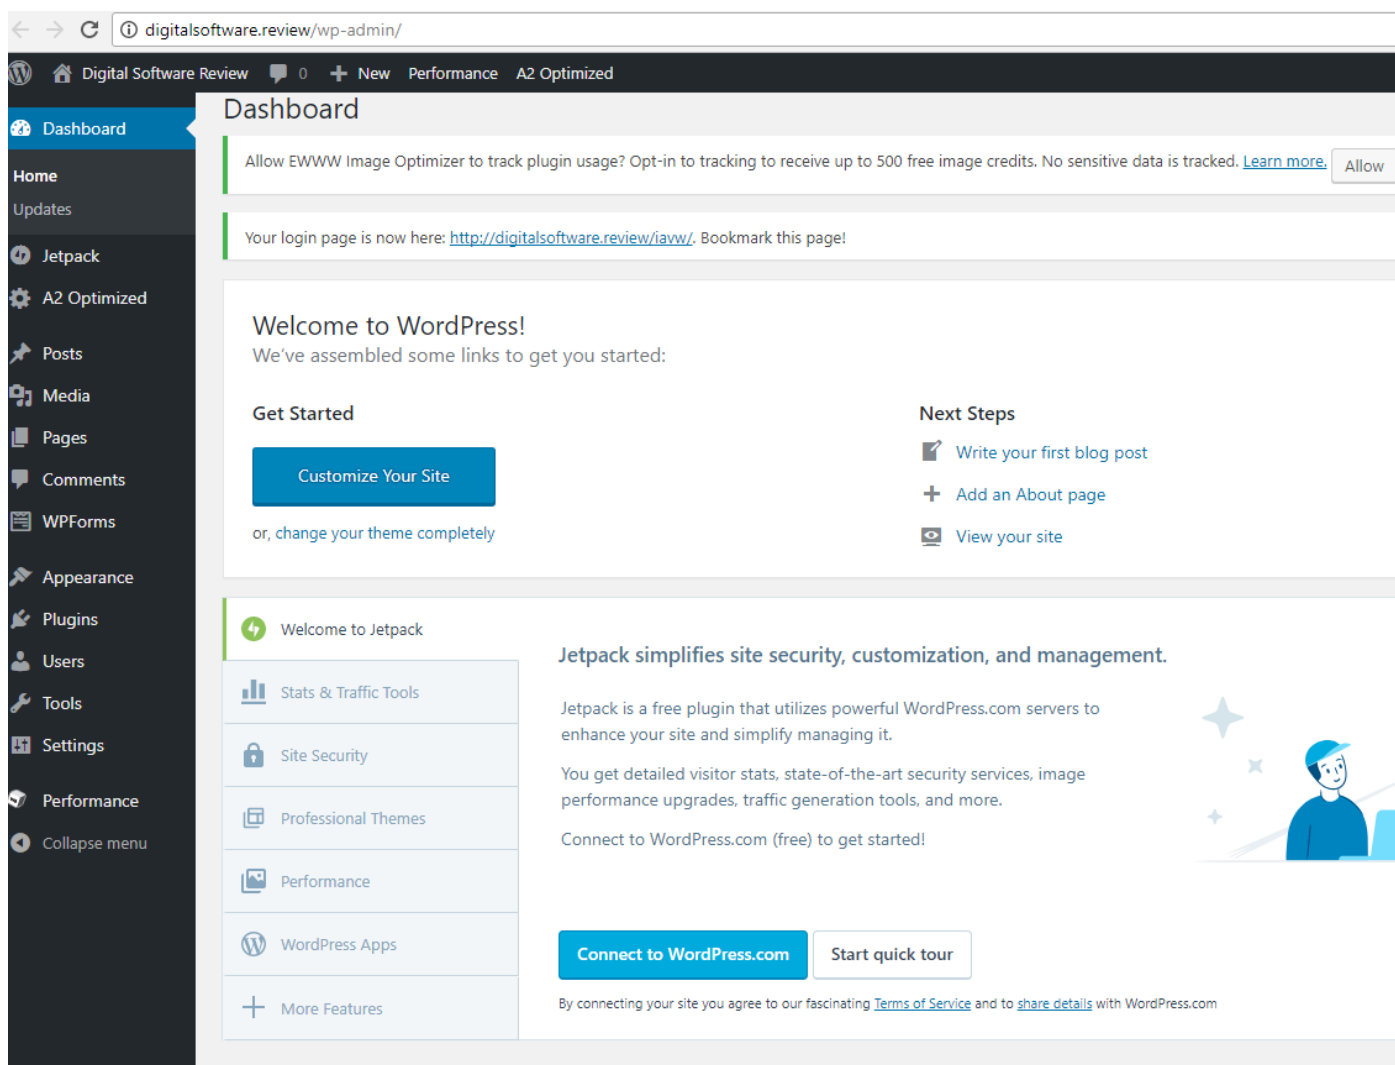 digitalsoftware.review/wp-admin/
Digital Software Review 0 New Performance A2 Optimized
Dashboard
Home
Updates
Jetpack
A2 Optimized
Posts
Media
Pages
Comments
WPForms
Appearance
Plugins
Users
Tools
Settings
Performance
Collapse menu
Dashboard
Allow EWWW Image Optimizer to track plugin usage? Opt-in to tracking to receive up to 500 free image credits. No sensitive data is tracked. Learn more. Allow
Your login page is now here: http://digitalsoftware.review/iavw/. Bookmark this page!
Welcome to WordPress!
We've assembled some links to get you started:
Get Started
Customize Your Site
or, change your theme completely
Next Steps
Write your first blog post
Add an About page
View your site
Welcome to Jetpack
Stats & Traffic Tools
Site Security
Professional Themes
Performance
WordPress Apps
More Features
Jetpack simplifies site security, customization, and management.
Jetpack is a free plugin that utilizes powerful WordPress.com servers to
enhance your site and simplify managing it.
You get detailed visitor stats, state-of-the-art security services, image
performance upgrades, traffic generation tools, and more.
Connect to WordPress.com (free) to get started!
Connect to WordPress.com Start quick tour
By connecting your site you agree to our fascinating Terms of Service and to share details with WordPress.com